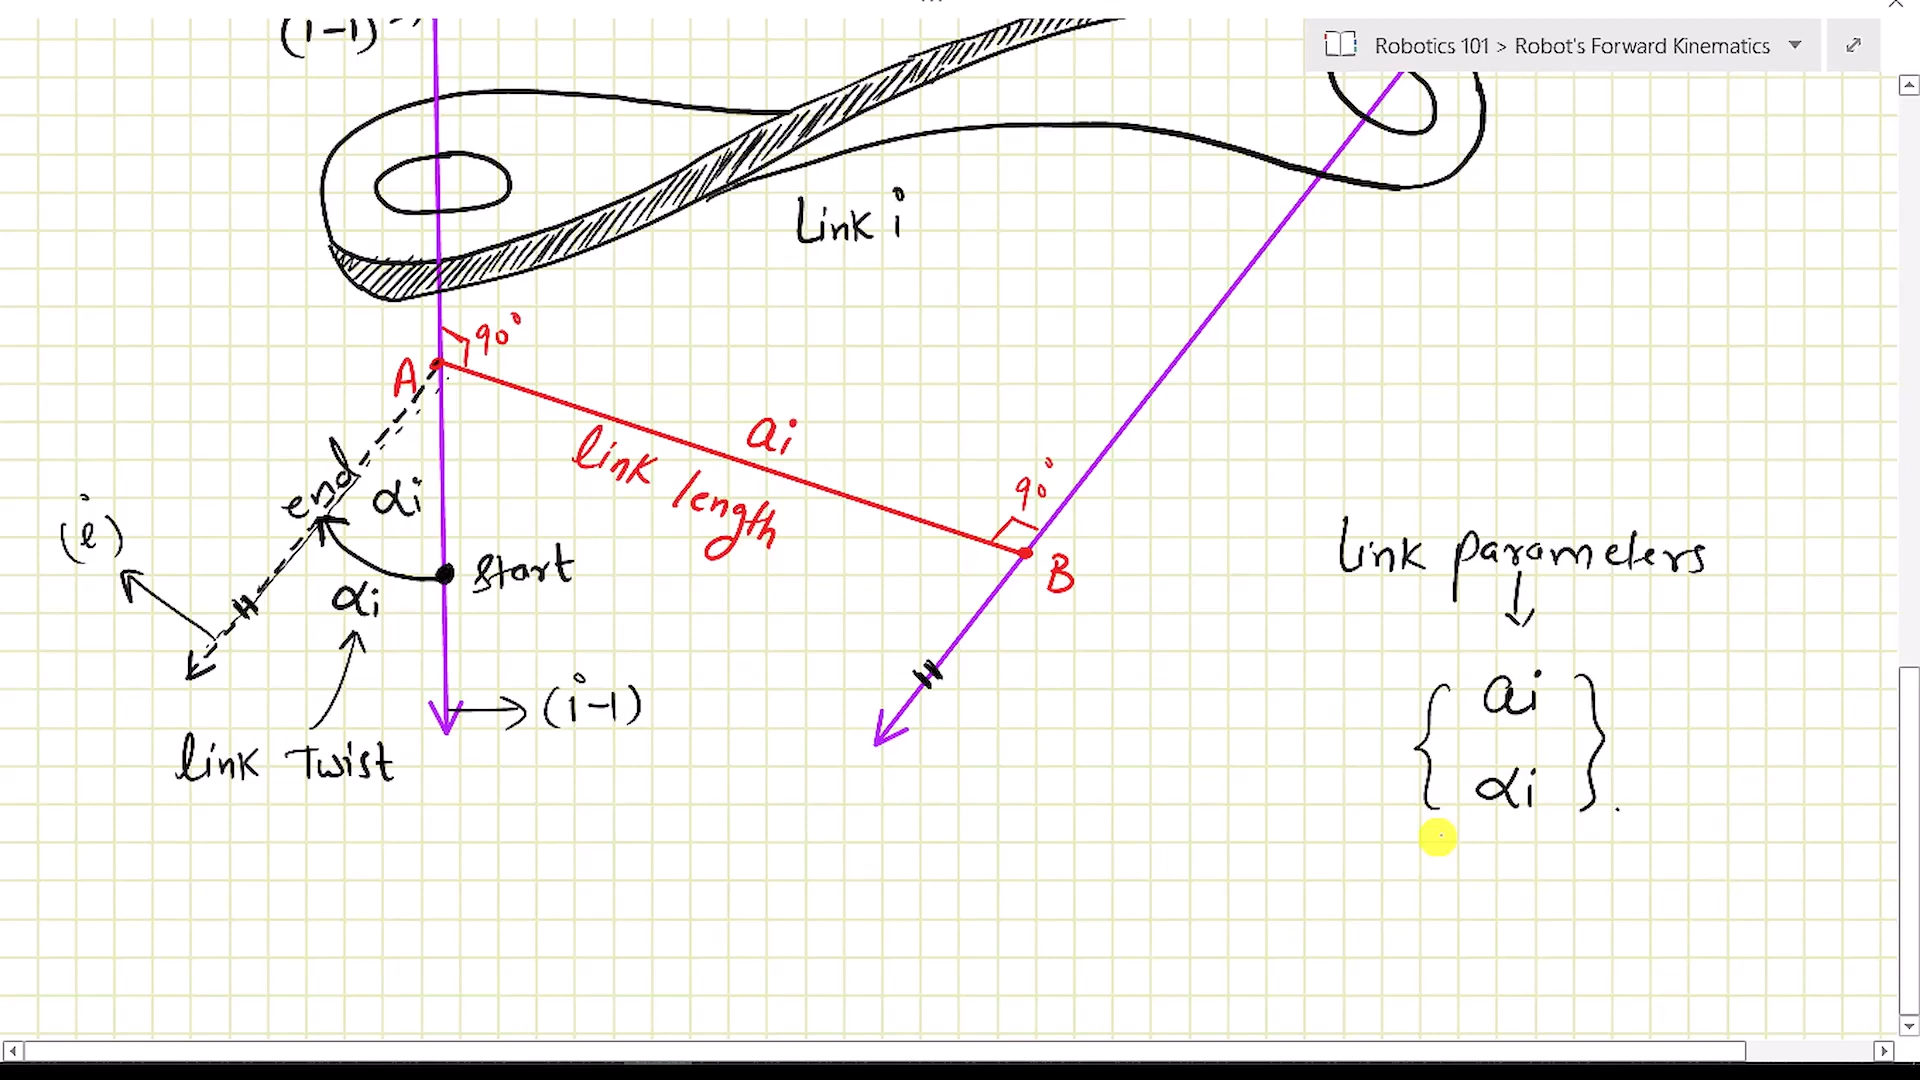 (i-1)
Robotics 101 > Robot's Forward Kinematics
Link i
90°
A
ai
link length
90°
B
end
αi
(i)
start
αi
(i-1)
link Twist
Link parameters
ai
αi